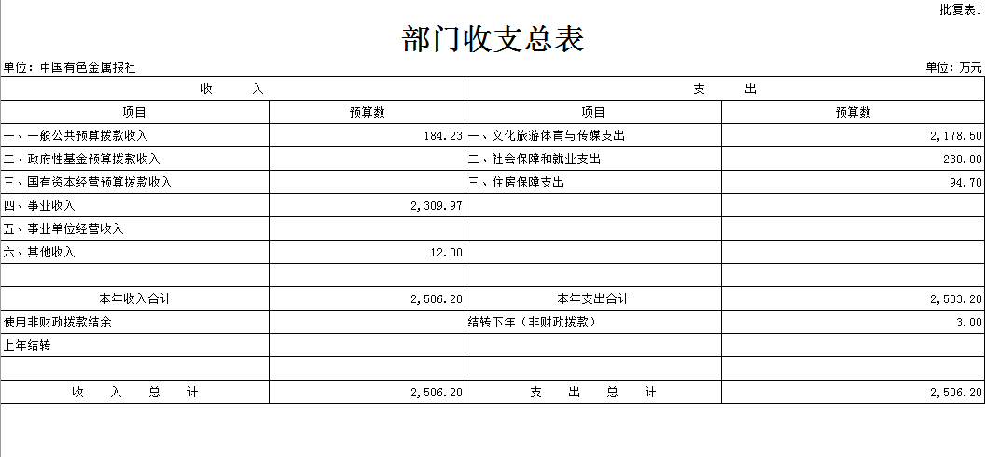 批复表1
部门收支总表
单位：中国有色金属报社 单位：万元
收 入 支 出
项目 预算数 项目 预算数
一、一般公共预算拨款收入 184.23 一、文化旅游体育与传媒支出 2,178.50
二、政府性基金预算拨款收入 二、社会保障和就业支出 230.00
三、国有资本经营预算拨款收入 三、住房保障支出 94.70
四、事业收入 2,309.97
五、事业单位经营收入
六、其他收入 12.00
本年收入合计 2,506.20 本年支出合计 2,503.20
使用非财政拨款结余 结转下年（非财政拨款） 3.00
上年结转
收 入 总 计 2,506.20 支 出 总 计 2,506.20